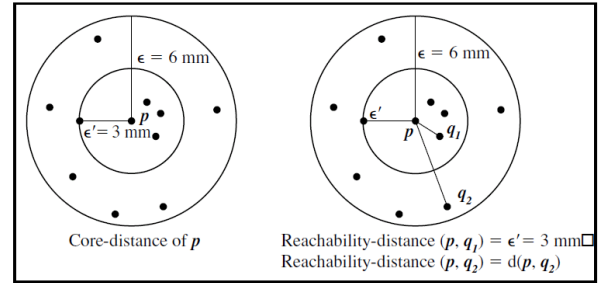 ϵ = 6 mm
p
ϵ′= 3 mm
Core-distance of p
ϵ = 6 mm
ϵ′
p
q₁
q₂
Reachability-distance (p, q₁) = ϵ′= 3 mm□
Reachability-distance (p, q₂) = d(p, q₂)